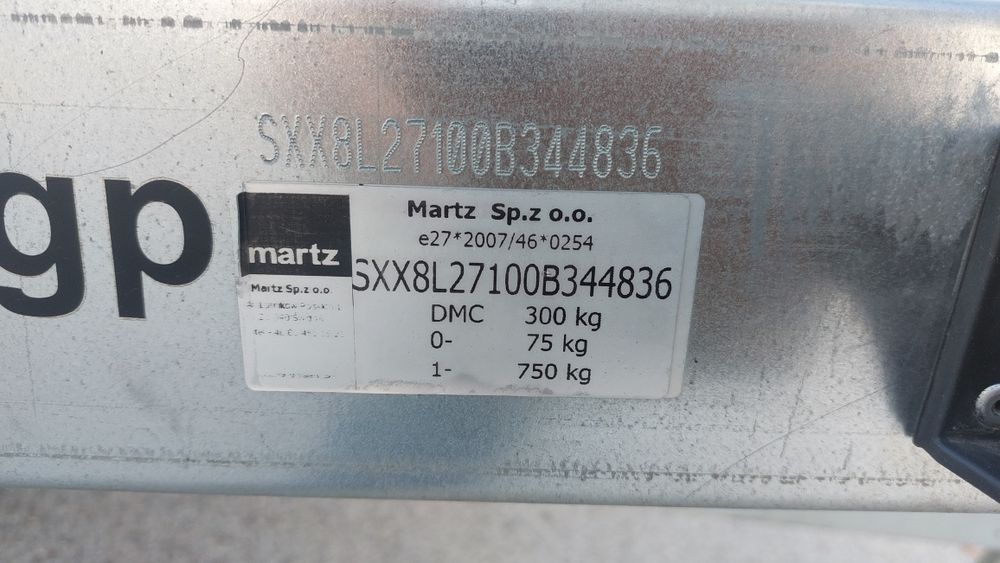 SXX8L27100B344836
gp
martz
Martz Sp.z o.o.
Martz Sp.z o.o.
e27*2007/46*0254
SXX8L27100B344836
DMC 300 kg
0- 75 kg
1- 750 kg